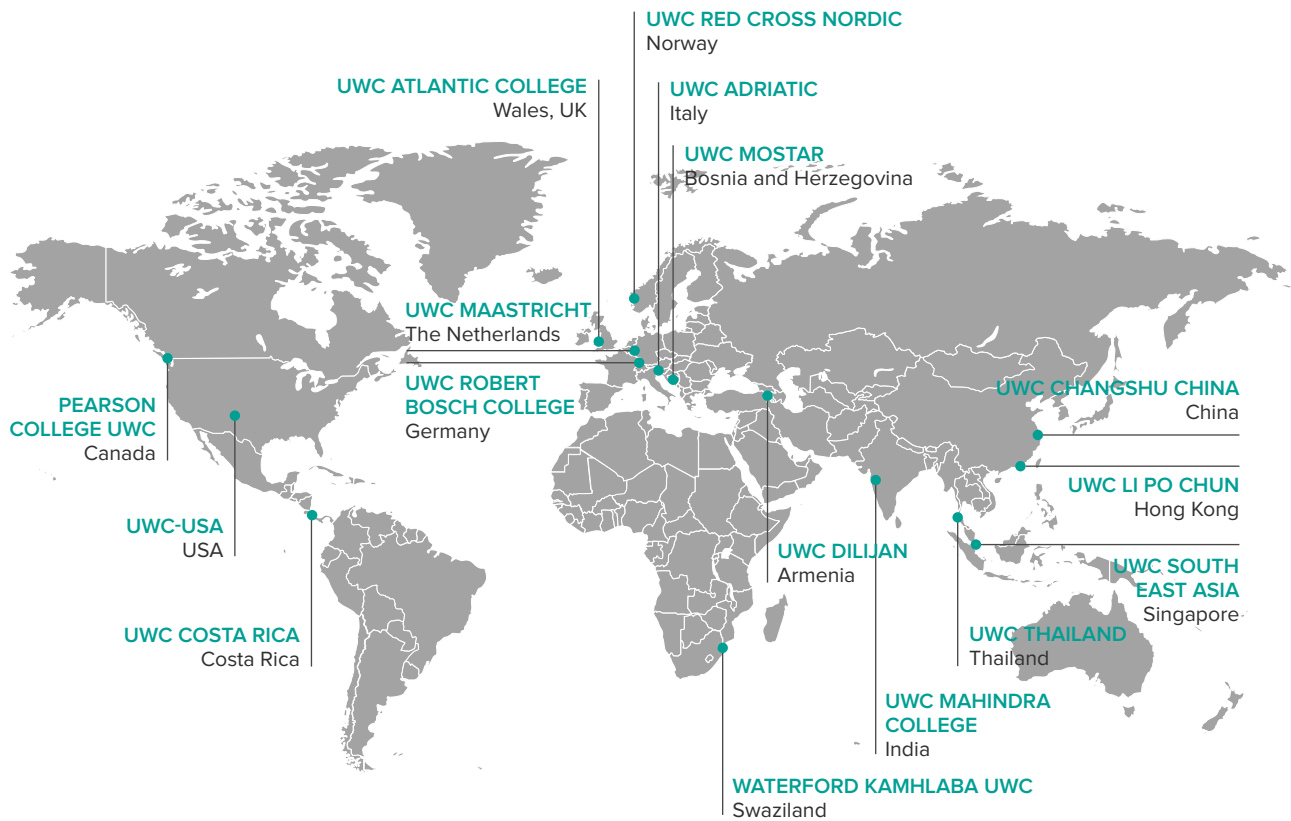 UWC RED CROSS NORDIC
Norway
UWC ATLANTIC COLLEGE
Wales, UK
UWC ADRIATIC
Italy
UWC MOSTAR
Bosnia and Herzegovina
UWC MAASTRICHT
The Netherlands
UWC ROBERT
BOSCH COLLEGE
Germany
PEARSON
COLLEGE UWC
Canada
UWC-USA
USA
UWC COSTA RICA
Costa Rica
UWC CHANGSHU CHINA
China
UWC LI PO CHUN
Hong Kong
UWC DILIJAN
Armenia
UWC SOUTH
EAST ASIA
Singapore
UWC THAILAND
Thailand
UWC MAHINDRA
COLLEGE
India
WATERFORD KAMHLABA UWC
Swaziland